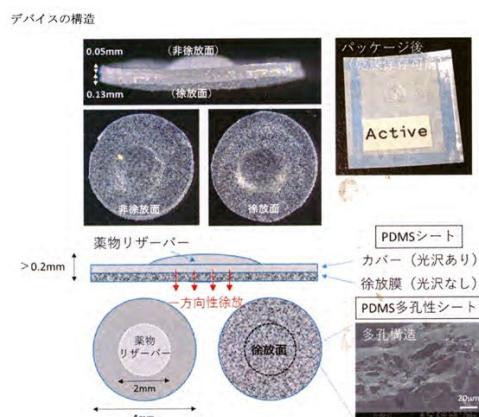 デバイスの構造
0.05mm
(非徐放面)
0.13mm
(徐放面)
パッケージ後
Active
非徐放面
徐放面
薬物リザーバー
>0.2mm
PDMSシート
カバー(光沢あり)
徐放膜(光沢なし)
一方向性徐放
PDMS多孔性シート
多孔構造
薬物
リザーバー
徐放面
2mm
20μm